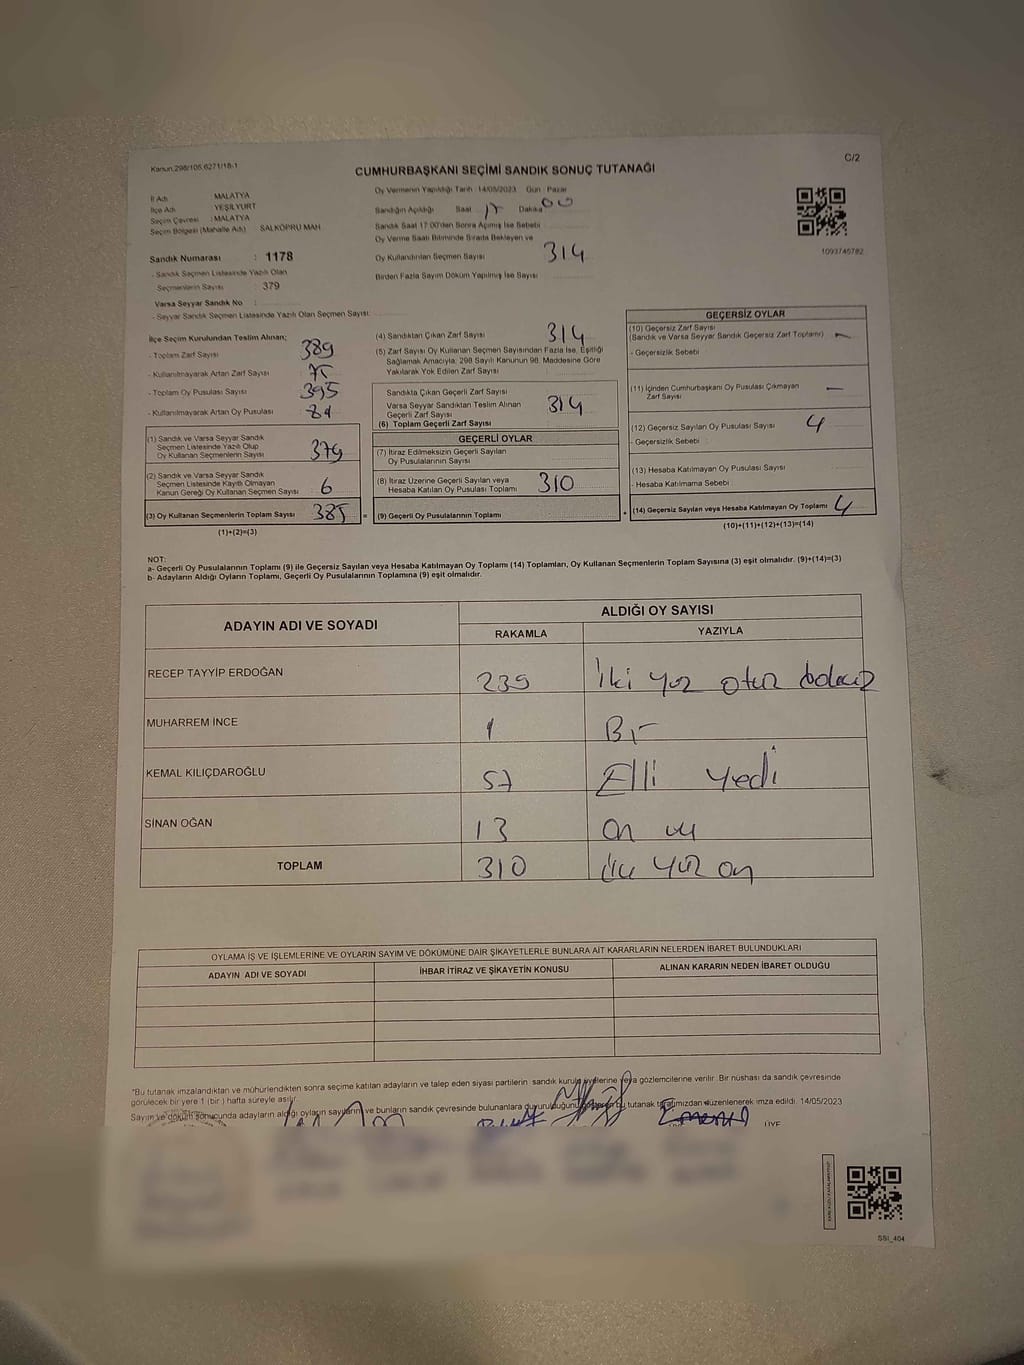 Kanun:298/105,6271/18-1
C/2
CUMHURBAŞKANI SEÇİMİ SANDIK SONUÇ TUTANAĞI
İl Adı : MALATYA
İlçe Adı : YEŞİLYURT
Seçim Çevresi : MALATYA
Seçim Bölgesi (Mahalle Adı) SALKÖPRÜ MAH
Sandık Numarası : 1178
- Sandık Seçmen Listesinde Yazılı Olan
Seçmenlerin Sayısı : 379
Varsa Seyyar Sandık No :
- Seyyar Sandık Seçmen Listesinde Yazılı Olan Seçmen Sayısı:
Oy Vermenin Yapıldığı Tarih : 14/05/2023 Gün : Pazar
Sandığın Açıldığı Saat 17 Dakika 00
Sandık Saat 17:00'den Sonra Açılmış İse Sebebi
Oy Verme Saati Bitiminde Sırada Bekleyen ve
Oy Kullandırılan Seçmen Sayısı 314
Birden Fazla Sayım Döküm Yapılmış İse Sayısı
1093745782
İlçe Seçim Kurulundan Teslim Alınan;
- Toplam Zarf Sayısı 389
- Kullanılmayarak Artan Zarf Sayısı 75
- Toplam Oy Pusulası Sayısı 395
- Kullanılmayarak Artan Oy Pusulası 81
(1) Sandık ve Varsa Seyyar Sandık
Seçmen Listesinde Yazılı Olup
Oy Kullanan Seçmenlerin Sayısı 379
(2) Sandık ve Varsa Seyyar Sandık
Seçmen Listesinde Kayıtlı Olmayan
Kanun Gereği Oy Kullanan Seçmen Sayısı 6
(3) Oy Kullanan Seçmenlerin Toplam Sayısı 385
(1)+(2)=(3)
(4) Sandıktan Çıkan Zarf Sayısı 314
(5) Zarf Sayısı Oy Kullanan Seçmen Sayısından Fazla İse, Eşitliği
Sağlamak Amacıyla, 298 Sayılı Kanunun 98. Maddesine Göre
Yakılarak Yok Edilen Zarf Sayısı
Sandıkta Çıkan Geçerli Zarf Sayısı
Varsa Seyyar Sandıktan Teslim Alınan
Geçerli Zarf Sayısı
(6) Toplam Geçerli Zarf Sayısı 314
GEÇERLİ OYLAR
(7) İtiraz Edilmeksizin Geçerli Sayılan
Oy Pusulalarının Sayısı
(8) İtiraz Üzerine Geçerli Sayılan veya
Hesaba Katılan Oy Pusulası Toplamı 310
= (9) Geçerli Oy Pusulalarının Toplamı +
GEÇERSİZ OYLAR
(10) Geçersiz Zarf Sayısı
(Sandık ve Varsa Seyyar Sandık Geçersiz Zarf Toplamı) —
- Geçersizlik Sebebi :
(11) İçinden Cumhurbaşkanı Oy Pusulası Çıkmayan
Zarf Sayısı —
(12) Geçersiz Sayılan Oy Pusulası Sayısı 4
- Geçersizlik Sebebi :
(13) Hesaba Katılmayan Oy Pusulası Sayısı
- Hesaba Katılmama Sebebi :
(14) Geçersiz Sayılan veya Hesaba Katılmayan Oy Toplamı 4
(10)+(11)+(12)+(13)=(14)
NOT:
a- Geçerli Oy Pusulalarının Toplamı (9) ile Geçersiz Sayılan veya Hesaba Katılmayan Oy Toplamı (14) Toplamları, Oy Kullanan Seçmenlerin Toplam Sayısına (3) eşit olmalıdır. (9)+(14)=(3)
b- Adayların Aldığı Oyların Toplamı, Geçerli Oy Pusulalarının Toplamına (9) eşit olmalıdır.
ADAYIN ADI VE SOYADI ALDIĞI OY SAYISI
RAKAMLA YAZIYLA
RECEP TAYYİP ERDOĞAN 239 İki yüz otuz dokuz
MUHARREM İNCE 1 Bir
KEMAL KILIÇDAROĞLU 57 Elli yedi
SİNAN OĞAN 13 On üç
TOPLAM 310 üç yüz on
OYLAMA İŞ VE İŞLEMLERİNE VE OYLARIN SAYIM VE DÖKÜMÜNE DAİR ŞİKAYETLERLE BUNLARA AİT KARARLARIN NELERDEN İBARET BULUNDUKLARI
ADAYIN ADI VE SOYADI İHBAR İTİRAZ VE ŞİKAYETİN KONUSU ALINAN KARARIN NEDEN İBARET OLDUĞU
*Bu tutanak imzalandıktan ve mühürlendikten sonra seçime katılan adayların ve talep eden siyasi partilerin sandık kurulu üyelerine veya gözlemcilerine verilir. Bir nüshası da sandık çevresinde
görülecek bir yere 1 (bir ) hafta süreyle asılır.
Sayım ve döküm sonucunda adayların aldığı oyların sayılarını ve bunların sandık çevresinde bulunanlara duyurulduğunu bu tutanak tarafımızdan düzenlenerek imza edildi. 14/05/2023
ÜYE
SSI_404